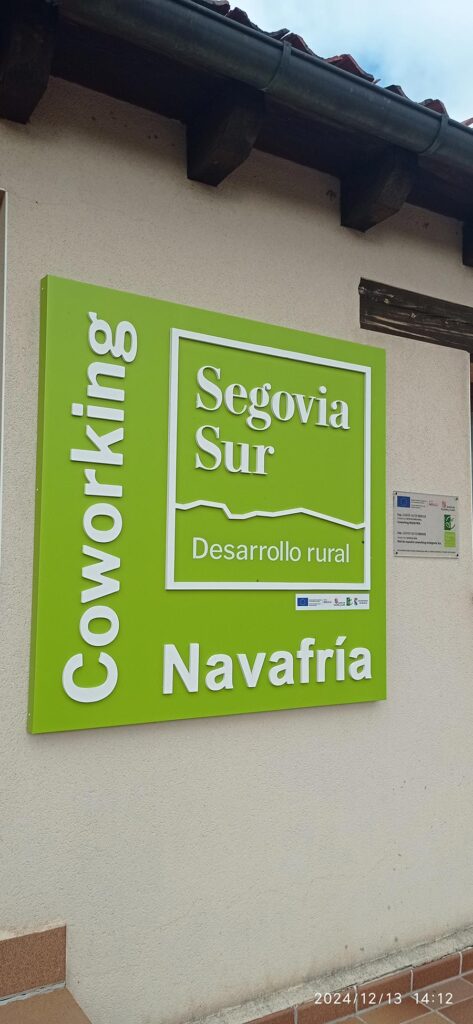 Coworking
Segovia
Sur
Desarrollo rural
Navafría
2024/12/13 14:12